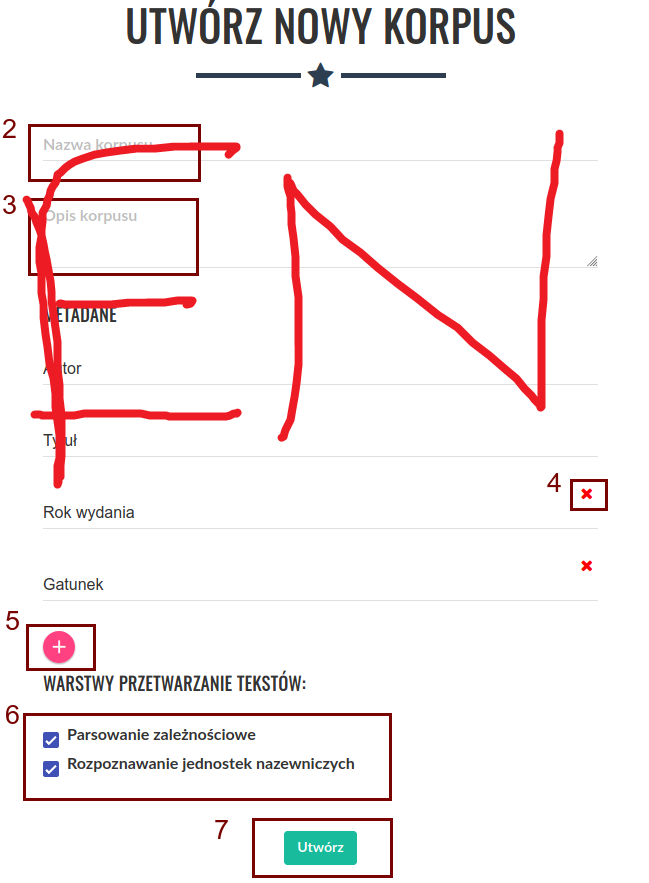 UTWÓRZ NOWY KORPUS
2 Nazwa korpusu
3 Opis korpusu
METADANE
Autor
Tytuł
4
Rok wydania
Gatunek
5 +
WARSTWY PRZETWARZANIE TEKSTÓW:
6 Parsowanie zależnościowe
Rozpoznawanie jednostek nazewniczych
7 Utwórz